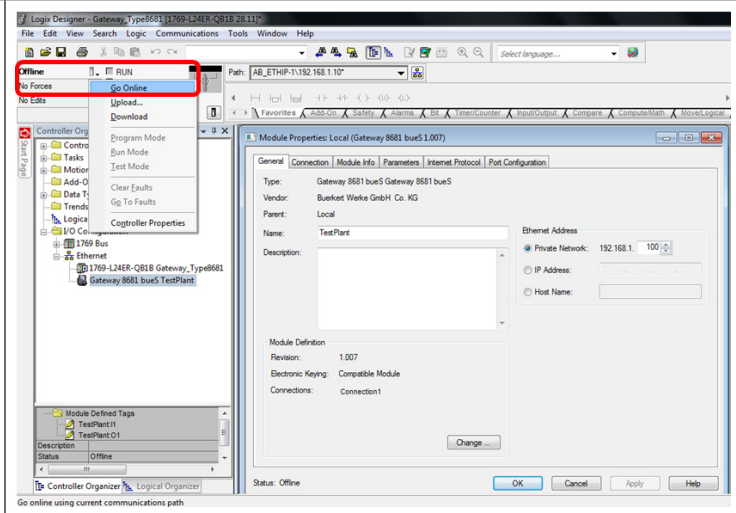 Logix Designer - Gateway_Type8681 [1769-L24ER-QB1B 28.11]*
File Edit View Search Logic Communications Tools Window Help
Select language...
Offline RUN
Path: AB_ETHIP-1\192.168.1.10*
No Forces
No Edits
Go Online
Upload...
Download
Program Mode
Run Mode
Test Mode
Clear Faults
Go To Faults
Controller Properties
Favorites Add-On Safety Alarms Bit Timer/Counter Input/Output Compare Compute/Math Move/Logical
Start Page
Controller Org
Contro
Tasks
Motion
Add-O
Data T
Trends
Logica
I/O Configuration
1769 Bus
Ethernet
1769-L24ER-QB1B Gateway_Type8681
Gateway 8681 bueS TestPlant
Module Defined Tags
TestPlant:I1
TestPlant:O1
Description
Status Offline
Controller Organizer Logical Organizer
Module Properties: Local (Gateway 8681 bueS 1.007)
General Connection Module Info Parameters Internet Protocol Port Configuration
Type: Gateway 8681 bueS Gateway 8681 bueS
Vendor: Buerkert Werke GmbH Co. KG
Parent: Local
Name: TestPlant
Description:
Ethernet Address
Private Network: 192.168.1. 100
IP Address:
Host Name:
Module Definition
Revision: 1.007
Electronic Keying: Compatible Module
Connections: Connection1
Change ...
Status: Offline
OK Cancel Apply Help
Go online using current communications path